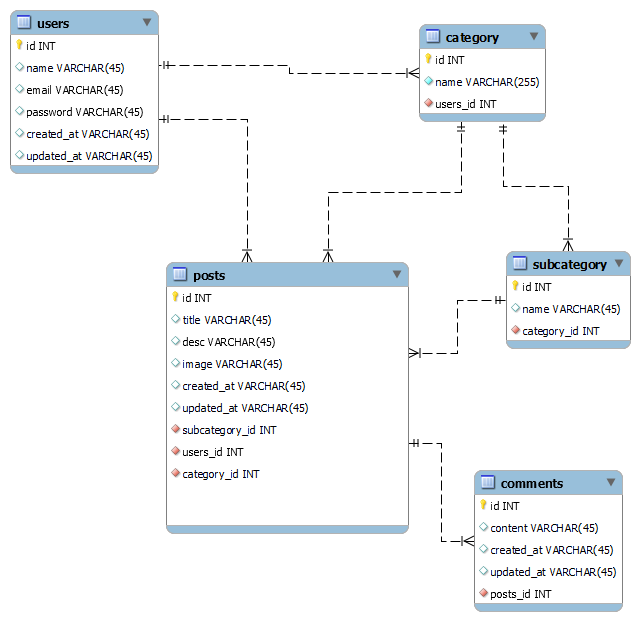 users
id INT
name VARCHAR(45)
email VARCHAR(45)
password VARCHAR(45)
created_at VARCHAR(45)
updated_at VARCHAR(45)
category
id INT
name VARCHAR(255)
users_id INT
posts
id INT
title VARCHAR(45)
desc VARCHAR(45)
image VARCHAR(45)
created_at VARCHAR(45)
updated_at VARCHAR(45)
subcategory_id INT
users_id INT
category_id INT
subcategory
id INT
name VARCHAR(45)
category_id INT
comments
id INT
content VARCHAR(45)
created_at VARCHAR(45)
updated_at VARCHAR(45)
posts_id INT